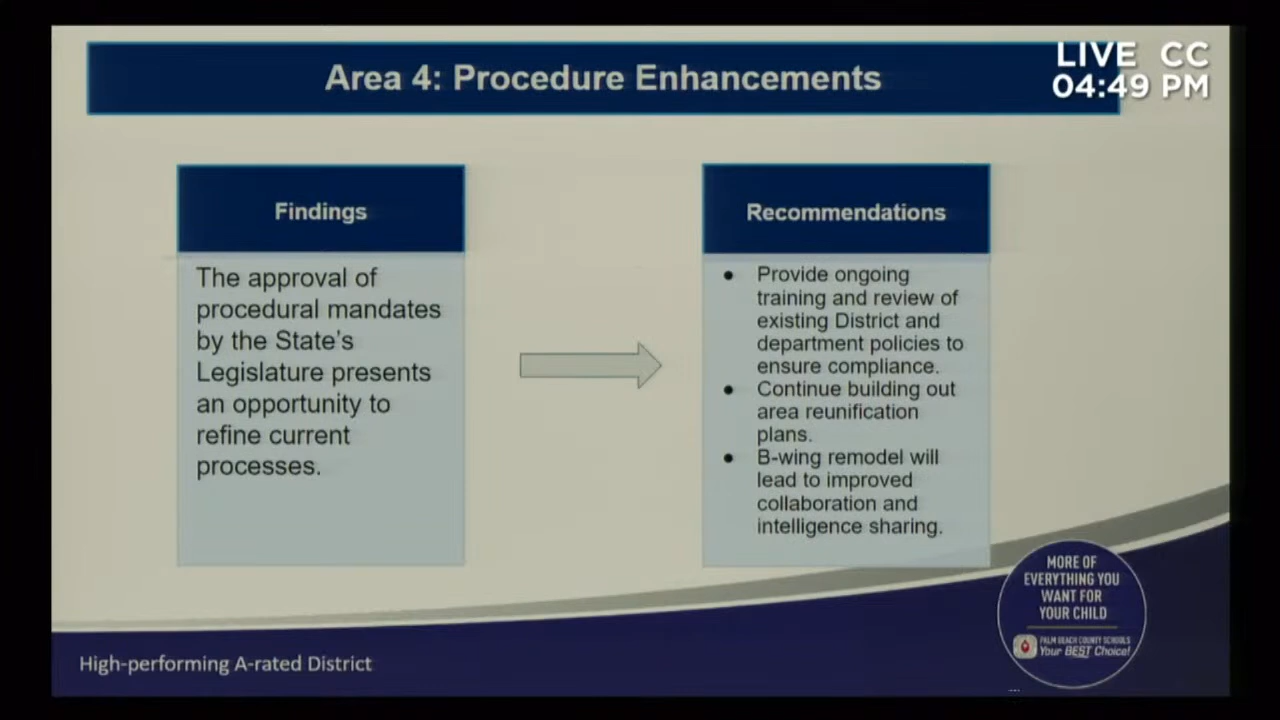 Area 4: Procedure Enhancements
LIVE CC
04:49 PM
Findings
The approval of
procedural mandates
by the State's
Legislature presents
an opportunity to
refine current
processes.
Recommendations
● Provide ongoing
training and review of
existing District and
department policies to
ensure compliance.
● Continue building out
area reunification
plans.
● B-wing remodel will
lead to improved
collaboration and
intelligence sharing.
MORE OF
EVERYTHING YOU
WANT FOR
YOUR CHILD
PALM BEACH COUNTY SCHOOLS
Your BEST Choice!
High-performing A-rated District